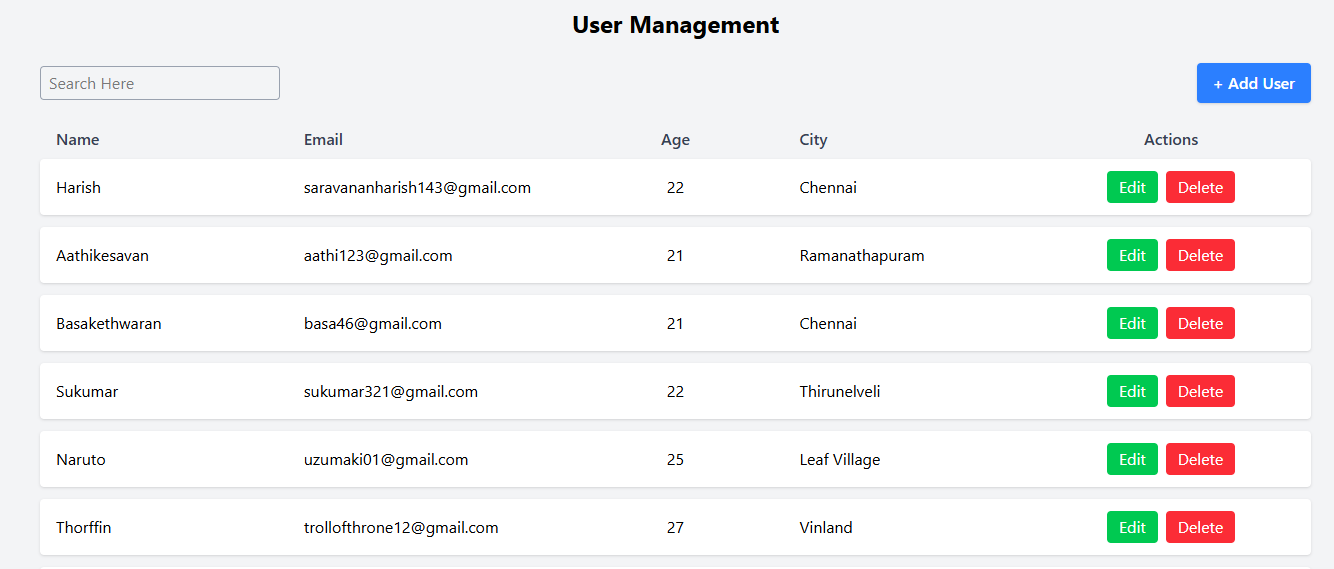 User Management
Search Here
+ Add User
Name Email Age City Actions
Harish saravananharish143@gmail.com 22 Chennai Edit Delete
Aathikesavan aathi123@gmail.com 21 Ramanathapuram Edit Delete
Basakethwaran basa46@gmail.com 21 Chennai Edit Delete
Sukumar sukumar321@gmail.com 22 Thirunelveli Edit Delete
Naruto uzumaki01@gmail.com 25 Leaf Village Edit Delete
Thorffin trollofthrone12@gmail.com 27 Vinland Edit Delete